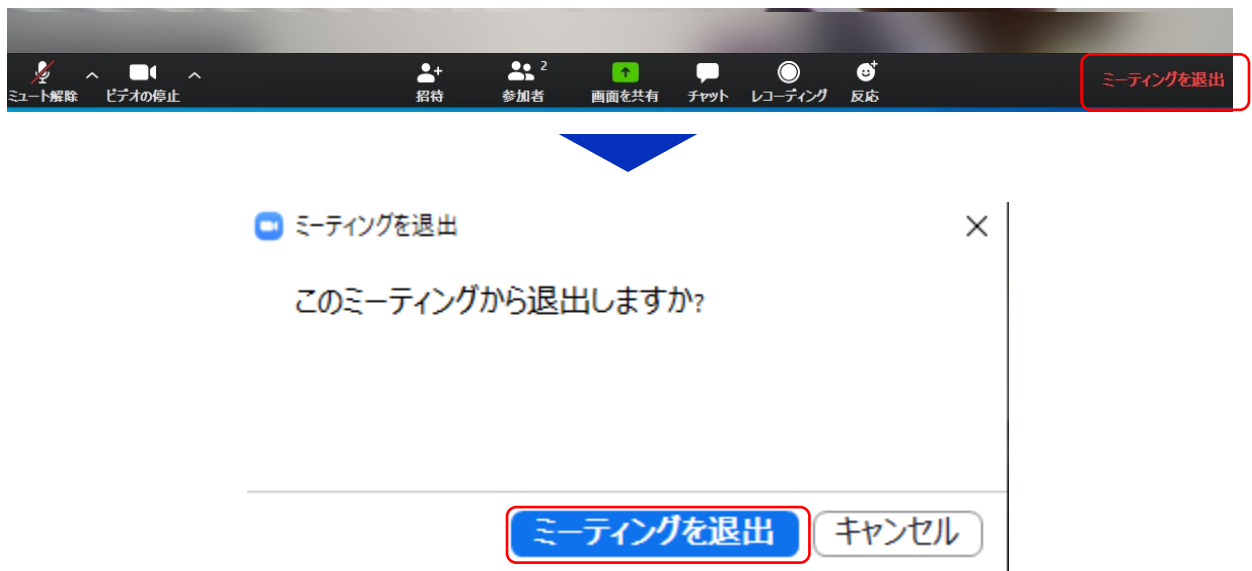 2
ミュート解除 ビデオの停止 招待 参加者 画面を共有 チャット レコーディング 反応 ミーティングを退出
ミーティングを退出
このミーティングから退出しますか?
ミーティングを退出 キャンセル